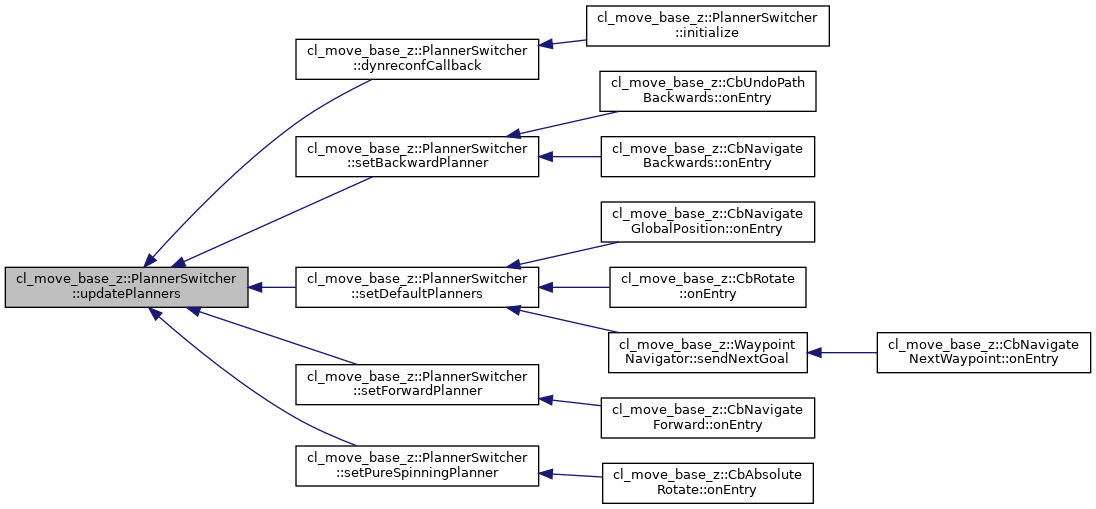 cl_move_base_z::PlannerSwitcher
::updatePlanners
cl_move_base_z::PlannerSwitcher
::dynreconfCallback
cl_move_base_z::PlannerSwitcher
::initialize
cl_move_base_z::PlannerSwitcher
::setBackwardPlanner
cl_move_base_z::CbUndoPath
Backwards::onEntry
cl_move_base_z::CbNavigate
Backwards::onEntry
cl_move_base_z::PlannerSwitcher
::setDefaultPlanners
cl_move_base_z::CbNavigate
GlobalPosition::onEntry
cl_move_base_z::CbRotate
::onEntry
cl_move_base_z::Waypoint
Navigator::sendNextGoal
cl_move_base_z::CbNavigate
NextWaypoint::onEntry
cl_move_base_z::PlannerSwitcher
::setForwardPlanner
cl_move_base_z::CbNavigate
Forward::onEntry
cl_move_base_z::PlannerSwitcher
::setPureSpinningPlanner
cl_move_base_z::CbAbsolute
Rotate::onEntry